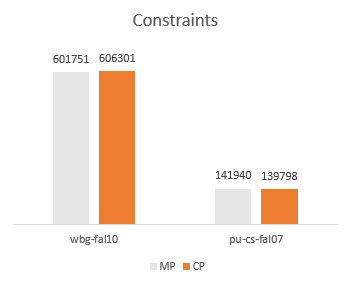 Constraints
601751 606301
141940 139798
wbg-fal10 pu-cs-fal07
MP CP